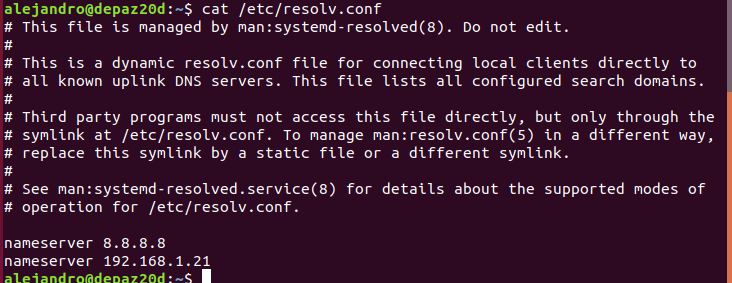 alejandro@depaz20d:~$ cat /etc/resolv.conf
# This file is managed by man:systemd-resolved(8). Do not edit.
#
# This is a dynamic resolv.conf file for connecting local clients directly to
# all known uplink DNS servers. This file lists all configured search domains.
#
# Third party programs must not access this file directly, but only through the
# symlink at /etc/resolv.conf. To manage man:resolv.conf(5) in a different way,
# replace this symlink by a static file or a different symlink.
#
# See man:systemd-resolved.service(8) for details about the supported modes of
# operation for /etc/resolv.conf.
nameserver 8.8.8.8
nameserver 192.168.1.21
alejandro@depaz20d:~$